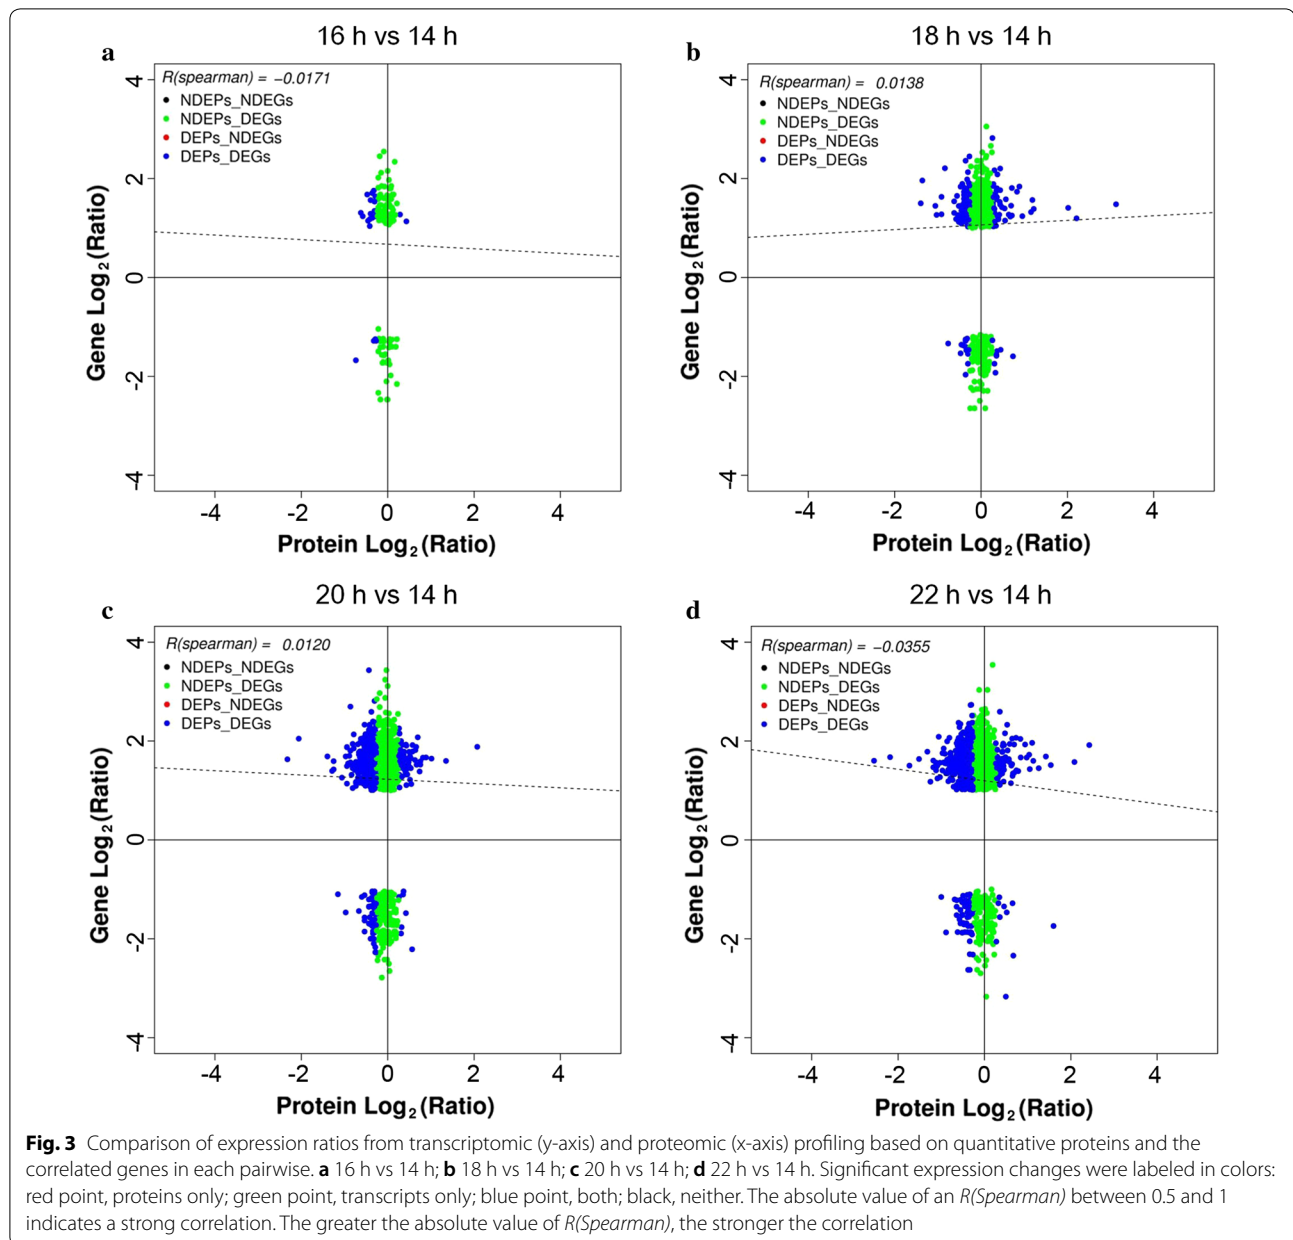 a
16 h vs 14 h
R(spearman) = −0.0171
NDEPs_NDEGs
NDEPs_DEGs
DEPs_NDEGs
DEPs_DEGs
4
2
0
-2
-4
Gene Log2(Ratio)
-4 -2 0 2 4
Protein Log2(Ratio)
b
18 h vs 14 h
R(spearman) = 0.0138
NDEPs_NDEGs
NDEPs_DEGs
DEPs_NDEGs
DEPs_DEGs
4
2
0
-2
-4
Gene Log2(Ratio)
-4 -2 0 2 4
Protein Log2(Ratio)
c
20 h vs 14 h
R(spearman) = 0.0120
NDEPs_NDEGs
NDEPs_DEGs
DEPs_NDEGs
DEPs_DEGs
4
2
0
-2
-4
Gene Log2(Ratio)
-4 -2 0 2 4
Protein Log2(Ratio)
d
22 h vs 14 h
R(spearman) = −0.0355
NDEPs_NDEGs
NDEPs_DEGs
DEPs_NDEGs
DEPs_DEGs
4
2
0
-2
-4
Gene Log2(Ratio)
-4 -2 0 2 4
Protein Log2(Ratio)
Fig. 3 Comparison of expression ratios from transcriptomic (y-axis) and proteomic (x-axis) profiling based on quantitative proteins and the
correlated genes in each pairwise. a 16 h vs 14 h; b 18 h vs 14 h; c 20 h vs 14 h; d 22 h vs 14 h. Significant expression changes were labeled in colors:
red point, proteins only; green point, transcripts only; blue point, both; black, neither. The absolute value of an R(Spearman) between 0.5 and 1
indicates a strong correlation. The greater the absolute value of R(Spearman), the stronger the correlation